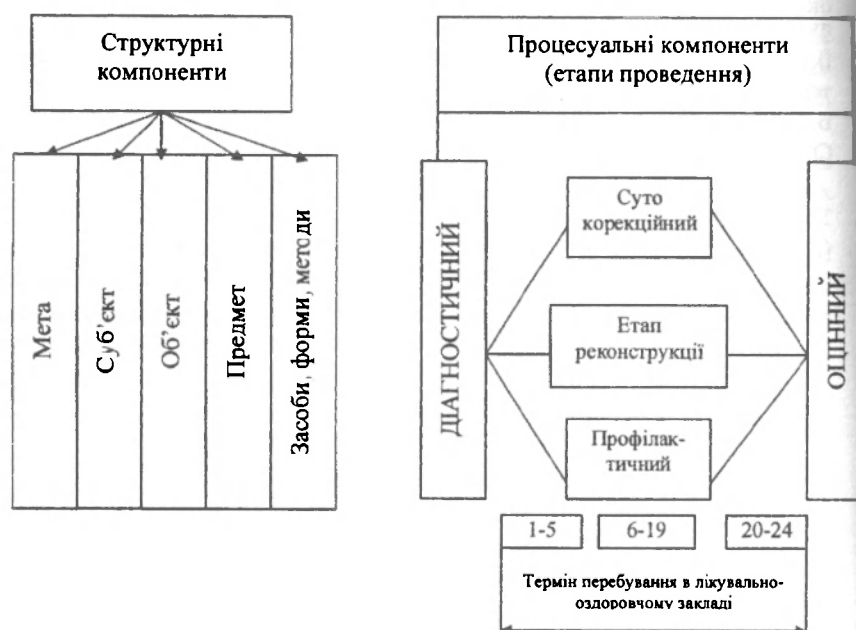 Структурні
компоненти
Мета
Суб'єкт
Об'єкт
Предмет
Засоби, форми, методи
Процесуальні компоненти
(етапи проведення)
ДІАГНОСТИЧНИЙ
Суто
корекційний
Етап
реконструкції
Профілак-
тичний
ОЦІННИЙ
1-5
6-19
20-24
Термін перебування в лікувально-
оздоровчому закладі